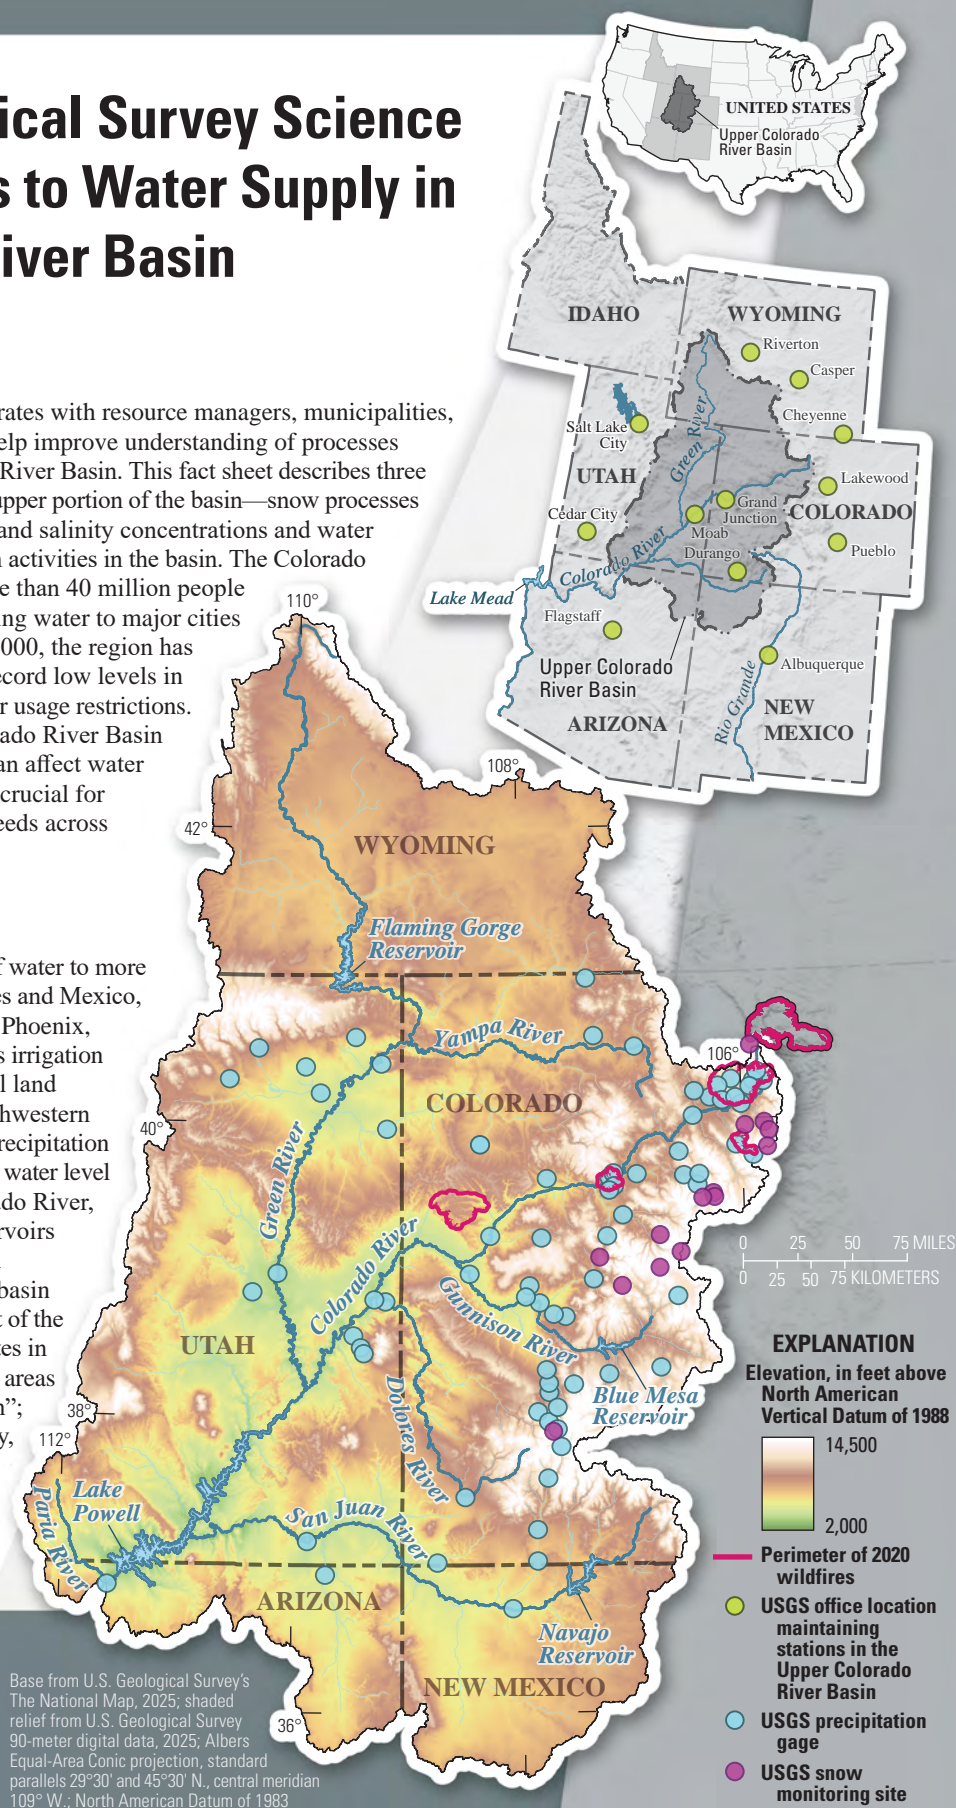 ical Survey Science
s to Water Supply in
iver Basin
rates with resource managers, municipalities,
elp improve understanding of processes
River Basin. This fact sheet describes three
upper portion of the basin—snow processes
and salinity concentrations and water
n activities in the basin. The Colorado
e than 40 million people
ing water to major cities
000, the region has
ecord low levels in
r usage restrictions.
ado River Basin
an affect water
crucial for
eeds across
f water to more
es and Mexico,
Phoenix,
s irrigation
l land
hwestern
recipitation
water level
do River,
rvoirs
basin
t of the
tes in
areas
n”;
y,
UNITED STATES
Upper Colorado
River Basin
IDAHO
WYOMING
Riverton
Casper
Cheyenne
Salt Lake
City
Green River
UTAH
Lakewood
Grand
Junction
COLORADO
Cedar City
Moab
Pueblo
Durango
Colorado River
Lake Mead
Flagstaff
Upper Colorado
River Basin
Albuquerque
Rio Grande
ARIZONA
NEW
MEXICO
110°
108°
42°
WYOMING
Flaming Gorge
Reservoir
Yampa River
106°
COLORADO
40°
Green River
Colorado River
Gunnison River
UTAH
Blue Mesa
Reservoir
Dolores River
38°
112°
Lake
Powell
Paria River
San Juan River
ARIZONA
Navajo
Reservoir
NEW MEXICO
36°
0 25 50 75 MILES
0 25 50 75 KILOMETERS
EXPLANATION
Elevation, in feet above
North American
Vertical Datum of 1988
14,500
2,000
Perimeter of 2020
wildfires
USGS office location
maintaining
stations in the
Upper Colorado
River Basin
USGS precipitation
gage
USGS snow
monitoring site
Base from U.S. Geological Survey’s
The National Map, 2025; shaded
relief from U.S. Geological Survey
90-meter digital data, 2025; Albers
Equal-Area Conic projection, standard
parallels 29°30' and 45°30' N., central meridian
109° W.; North American Datum of 1983